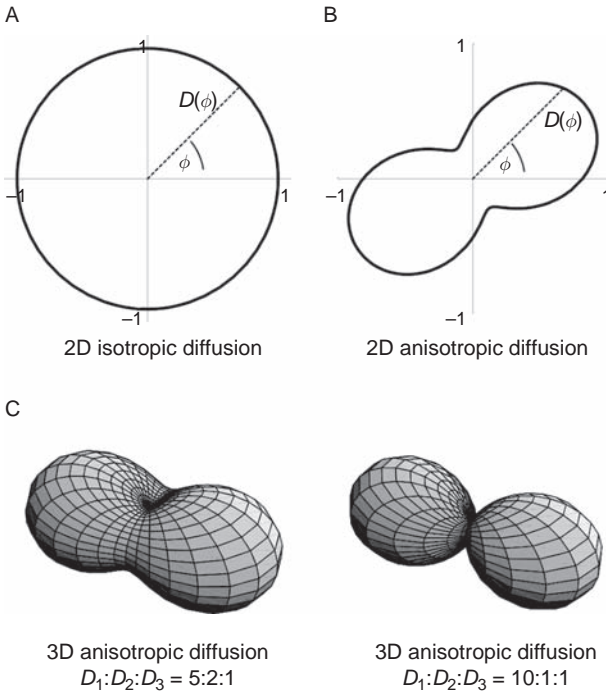 A
1
D(ϕ)
ϕ
–1
1
–1
2D isotropic diffusion
B
1
D(ϕ)
ϕ
–1
1
–1
2D anisotropic diffusion
C
3D anisotropic diffusion
D₁:D₂:D₃ = 5:2:1
3D anisotropic diffusion
D₁:D₂:D₃ = 10:1:1